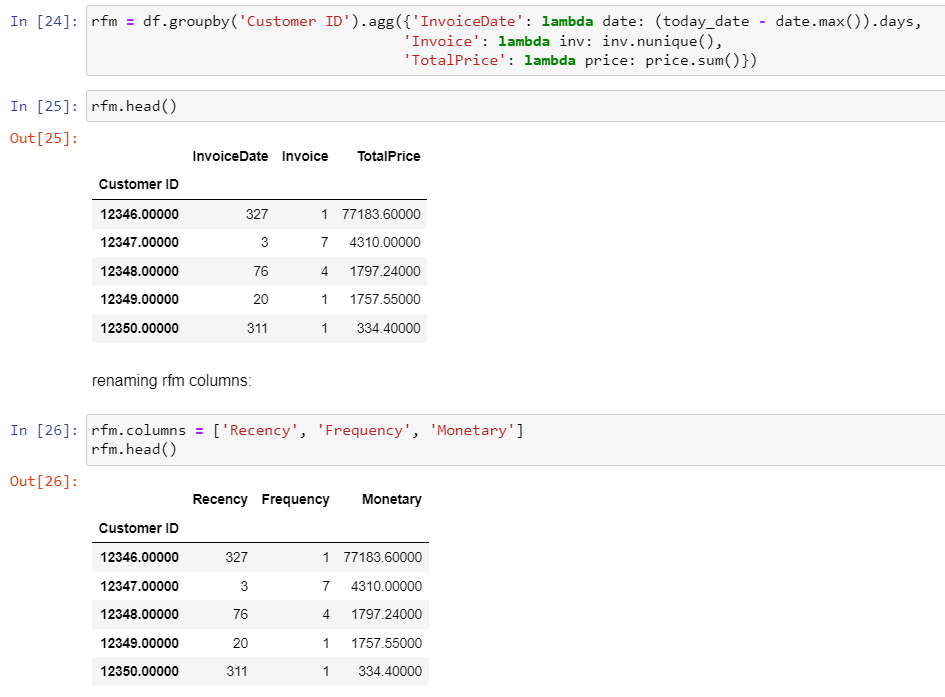 In [24]: rfm = df.groupby('Customer ID').agg({'InvoiceDate': lambda date: (today_date - date.max()).days,
'Invoice': lambda inv: inv.nunique(),
'TotalPrice': lambda price: price.sum()})
In [25]: rfm.head()
Out[25]:
InvoiceDate Invoice TotalPrice
Customer ID
12346.00000 327 1 77183.60000
12347.00000 3 7 4310.00000
12348.00000 76 4 1797.24000
12349.00000 20 1 1757.55000
12350.00000 311 1 334.40000
renaming rfm columns:
In [26]: rfm.columns = ['Recency', 'Frequency', 'Monetary']
rfm.head()
Out[26]:
Recency Frequency Monetary
Customer ID
12346.00000 327 1 77183.60000
12347.00000 3 7 4310.00000
12348.00000 76 4 1797.24000
12349.00000 20 1 1757.55000
12350.00000 311 1 334.40000